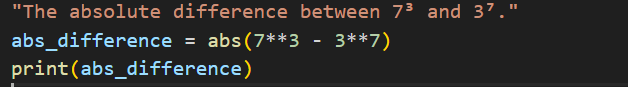 "The absolute difference between 7³ and 3⁷."
abs_difference = abs(7**3 - 3**7)
print(abs_difference)